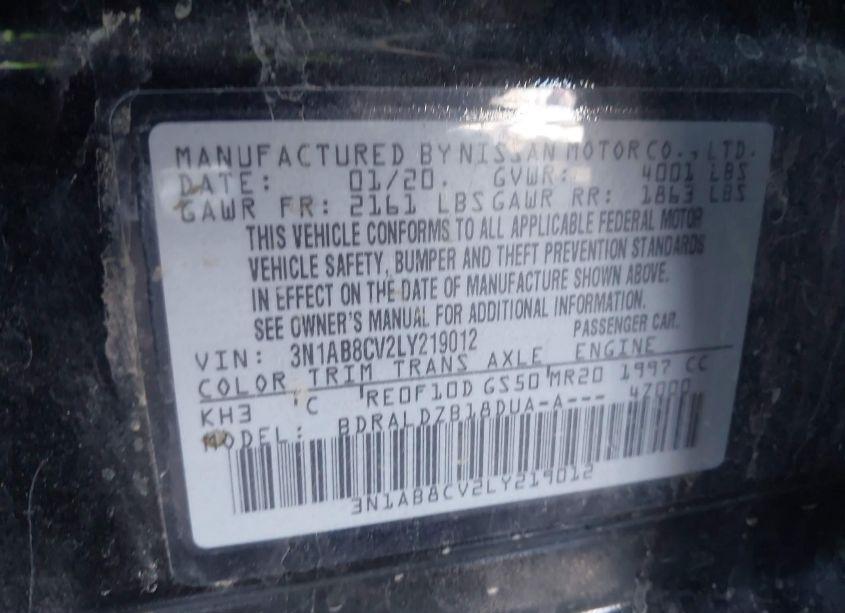 MANUFACTURED BY NISSAN MOTOR CO., LTD.
DATE: 01/20. GVWR: 4001 LBS
GAWR FR: 2161 LBS GAWR RR: 1863 LBS
THIS VEHICLE CONFORMS TO ALL APPLICABLE FEDERAL MOTOR
VEHICLE SAFETY, BUMPER AND THEFT PREVENTION STANDARDS
IN EFFECT ON THE DATE OF MANUFACTURE SHOWN ABOVE.
SEE OWNER'S MANUAL FOR ADDITIONAL INFORMATION.
VIN: 3N1AB8CV2LY219012 PASSENGER CAR.
COLOR TRIM TRANS AXLE ENGINE
KH3 'C 'RE0F10D GS50 'MR20 1997 CC
MODEL: BDRALDZB18DUA-A--- 4Z000
3N1AB8CV2LY219012